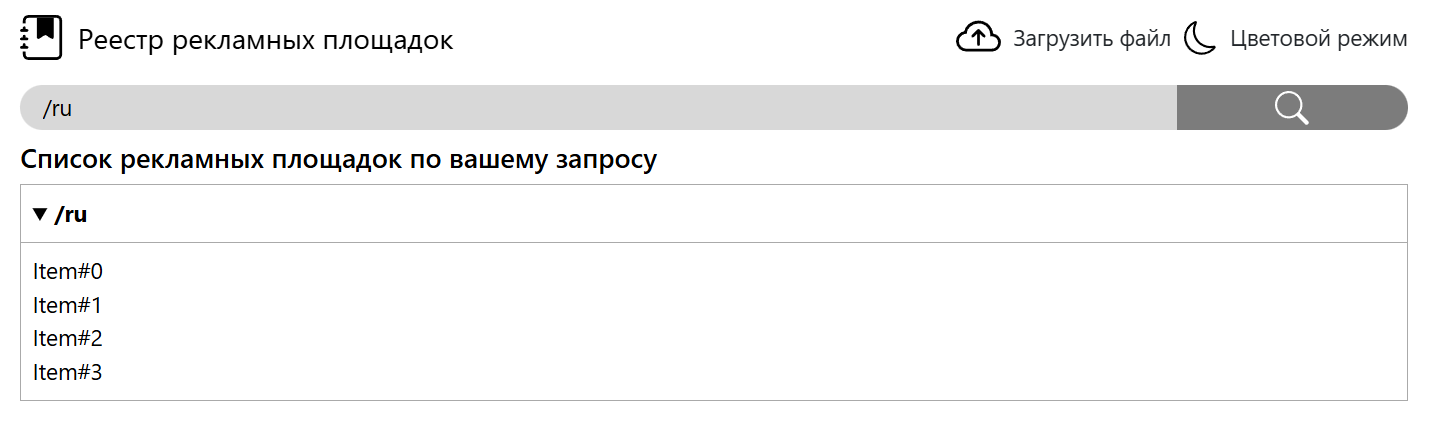 Реестр рекламных площадок
Загрузить файл
Цветовой режим
/ru
Список рекламных площадок по вашему запросу
/ru
Item#0
Item#1
Item#2
Item#3